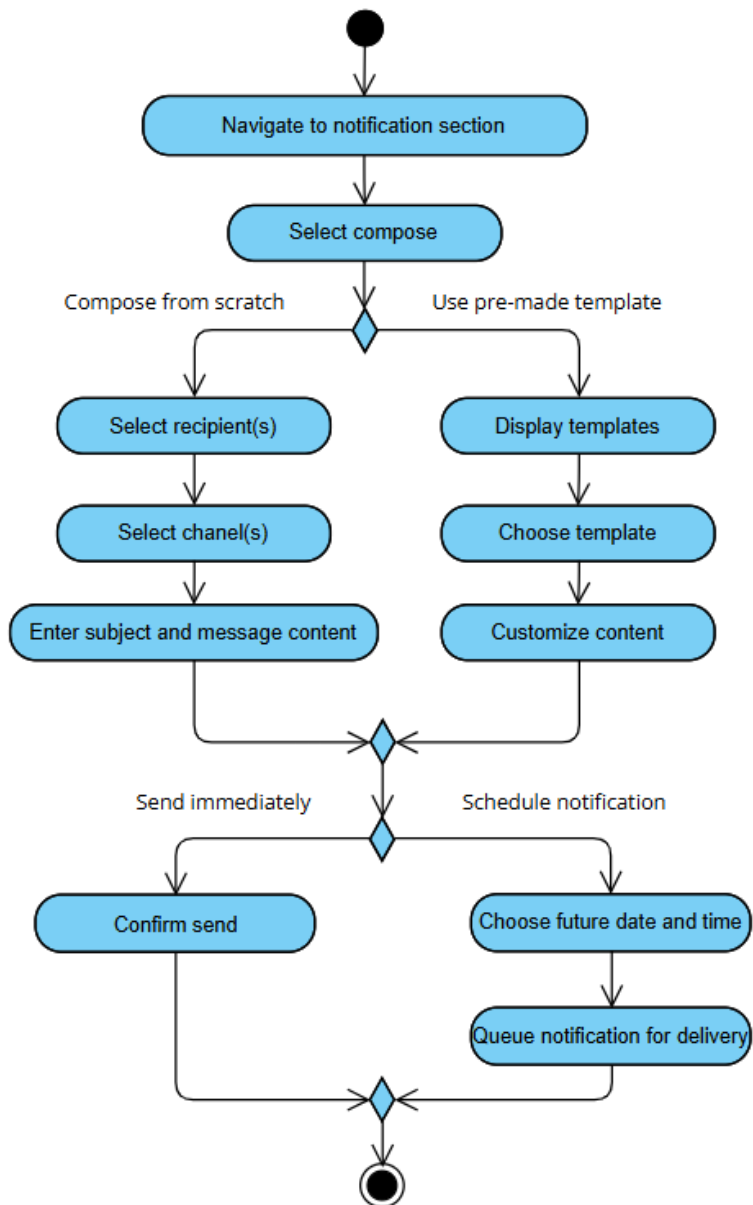 Navigate to notification section
Select compose
Compose from scratch
Use pre-made template
Select recipient(s)
Display templates
Select chanel(s)
Choose template
Enter subject and message content
Customize content
Send immediately
Schedule notification
Confirm send
Choose future date and time
Queue notification for delivery